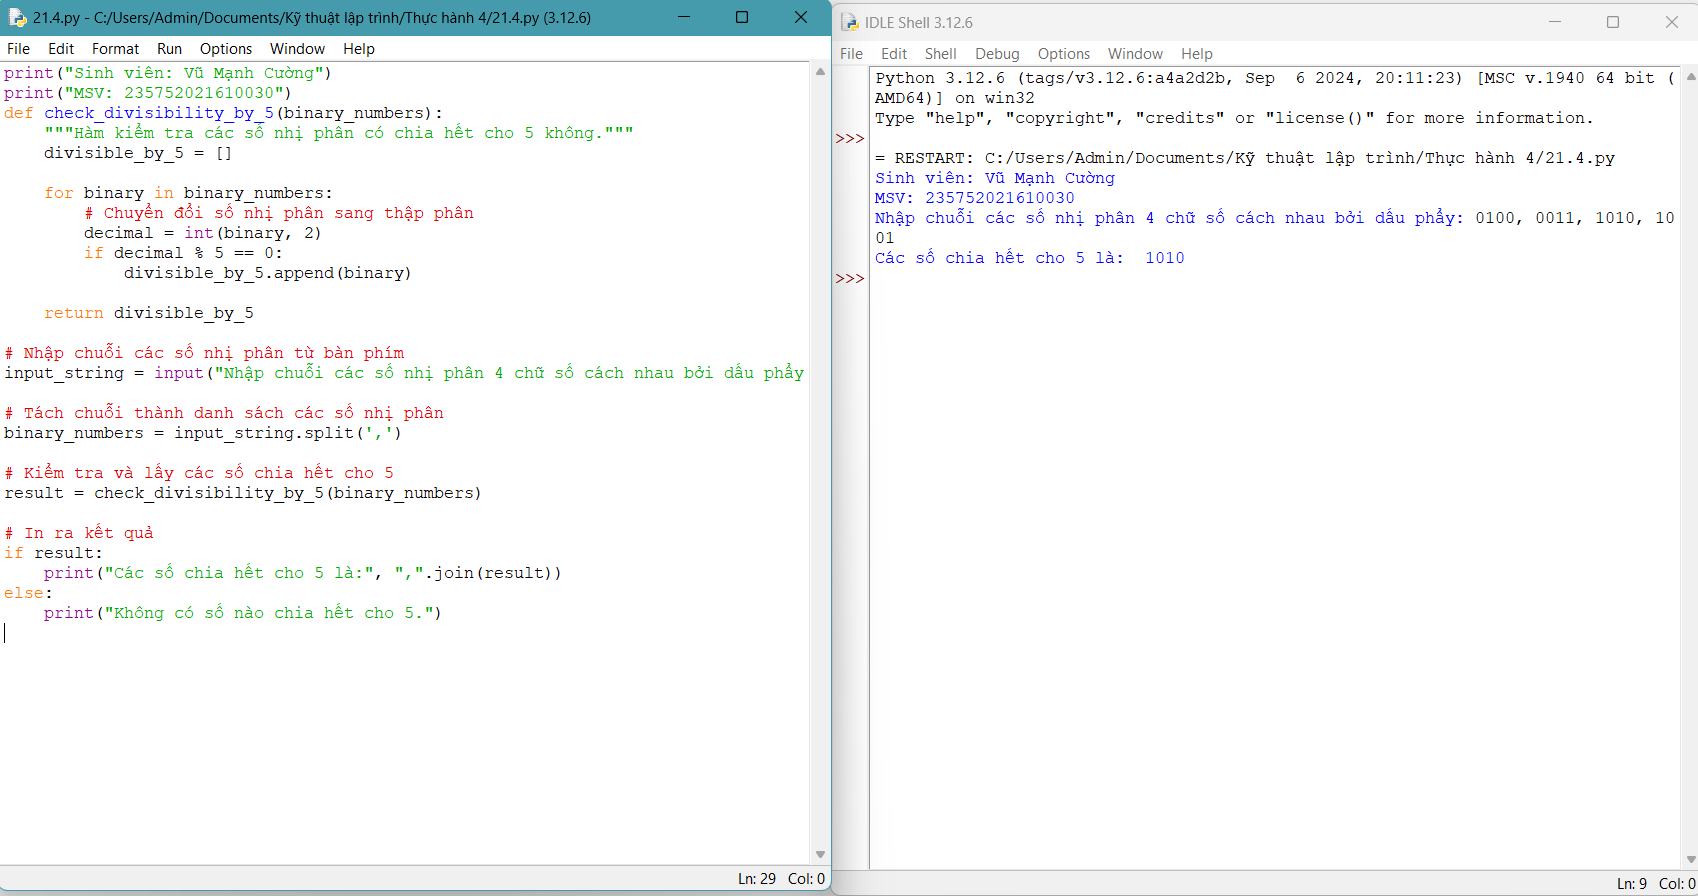 21.4.py - C:/Users/Admin/Documents/Kỹ thuật lập trình/Thực hành 4/21.4.py (3.12.6)
File Edit Format Run Options Window Help
print("Sinh viên: Vũ Mạnh Cường")
print("MSV: 235752021610030")
def check_divisibility_by_5(binary_numbers):
    """Hàm kiểm tra các số nhị phân có chia hết cho 5 không."""
    divisible_by_5 = []
    for binary in binary_numbers:
        # Chuyển đổi số nhị phân sang thập phân
        decimal = int(binary, 2)
        if decimal % 5 == 0:
            divisible_by_5.append(binary)
    return divisible_by_5
# Nhập chuỗi các số nhị phân từ bàn phím
input_string = input("Nhập chuỗi các số nhị phân 4 chữ số cách nhau bởi dấu phẩy
# Tách chuỗi thành danh sách các số nhị phân
binary_numbers = input_string.split(',')
# Kiểm tra và lấy các số chia hết cho 5
result = check_divisibility_by_5(binary_numbers)
# In ra kết quả
if result:
    print("Các số chia hết cho 5 là:", ",".join(result))
else:
    print("Không có số nào chia hết cho 5.")
Ln: 29 Col: 0
IDLE Shell 3.12.6
File Edit Shell Debug Options Window Help
Python 3.12.6 (tags/v3.12.6:a4a2d2b, Sep  6 2024, 20:11:23) [MSC v.1940 64 bit (
AMD64)] on win32
Type "help", "copyright", "credits" or "license()" for more information.
>>>
= RESTART: C:/Users/Admin/Documents/Kỹ thuật lập trình/Thực hành 4/21.4.py
Sinh viên: Vũ Mạnh Cường
MSV: 235752021610030
Nhập chuỗi các số nhị phân 4 chữ số cách nhau bởi dấu phẩy: 0100, 0011, 1010, 10
01
Các số chia hết cho 5 là:  1010
>>>
Ln: 9 Col: 0